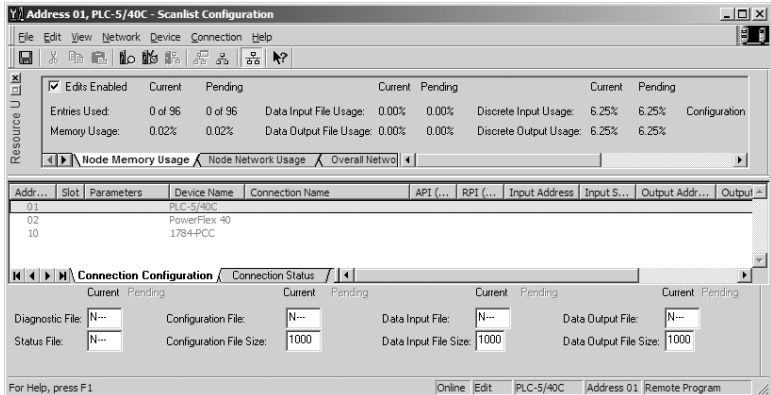 Address 01, PLC-5/40C - Scanlist Configuration
File Edit View Network Device Connection Help
Resource U
Edits Enabled Current Pending Current Pending Current Pending
Entries Used: 0 of 96 0 of 96 Data Input File Usage: 0.00% 0.00% Discrete Input Usage: 6.25% 6.25% Configuration
Memory Usage: 0.02% 0.02% Data Output File Usage: 0.00% 0.00% Discrete Output Usage: 6.25% 6.25%
Node Memory Usage Node Network Usage Overall Netwo
Addr... Slot Parameters Device Name Connection Name API (... RPI (... Input Address Input S... Output Addr... Output
01 PLC-5/40C
02 PowerFlex 40
10 1784-PCC
Connection Configuration Connection Status
Current Pending Current Pending Current Pending Current Pending
Diagnostic File: N--- Configuration File: N--- Data Input File: N--- Data Output File: N---
Status File: N--- Configuration File Size: 1000 Data Input File Size: 1000 Data Output File Size: 1000
For Help, press F1 Online Edit PLC-5/40C Address 01 Remote Program